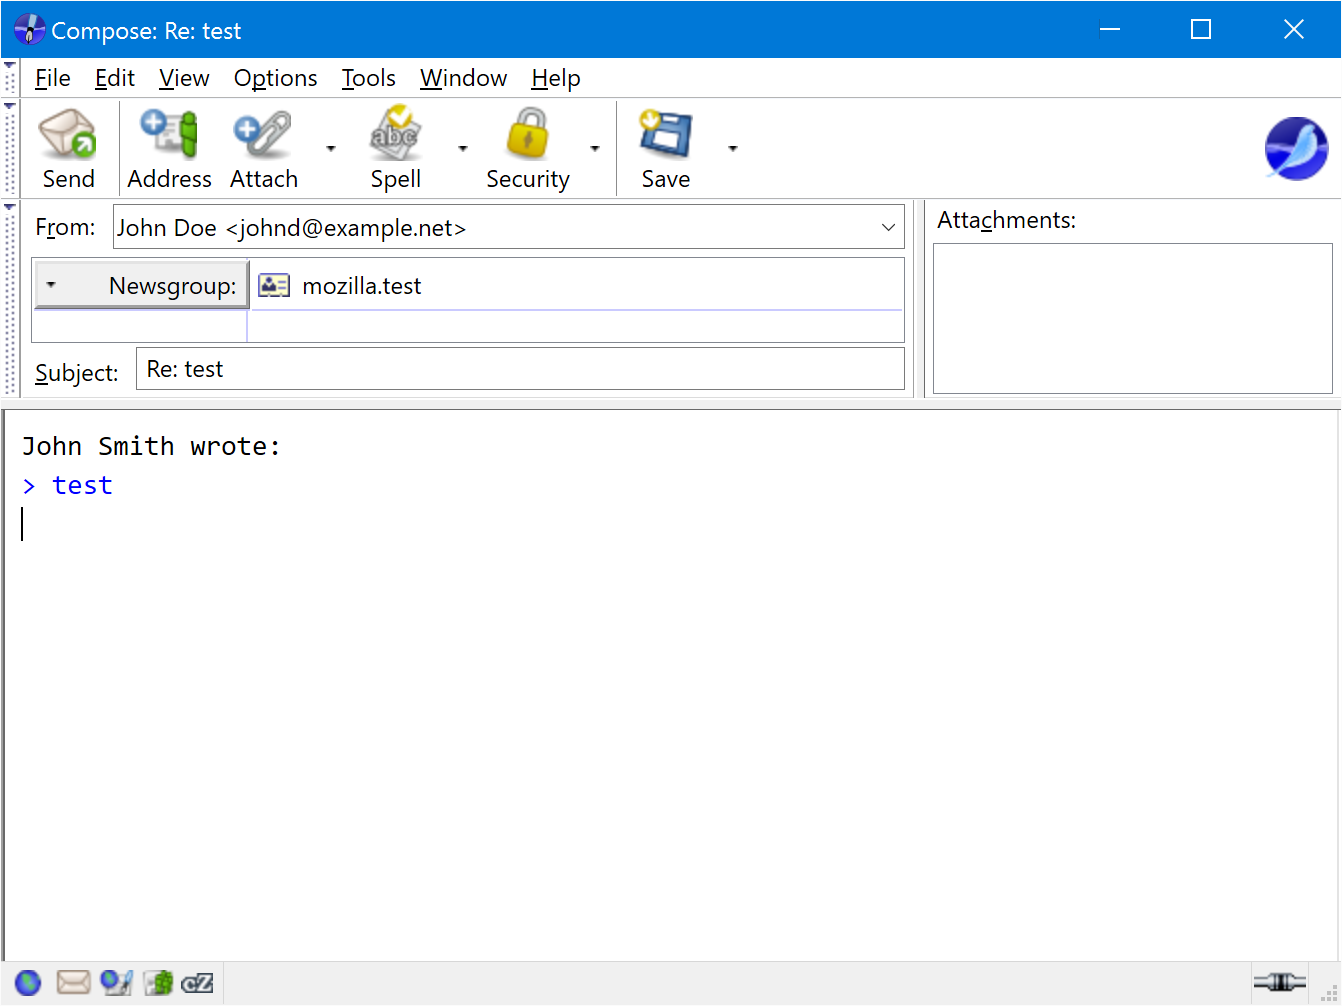 Compose: Re: test
File Edit View Options Tools Window Help
Send Address Attach Spell Security Save
From: John Doe <johnd@example.net>
Attachments:
Newsgroup: mozilla.test
Subject: Re: test
John Smith wrote:
> test